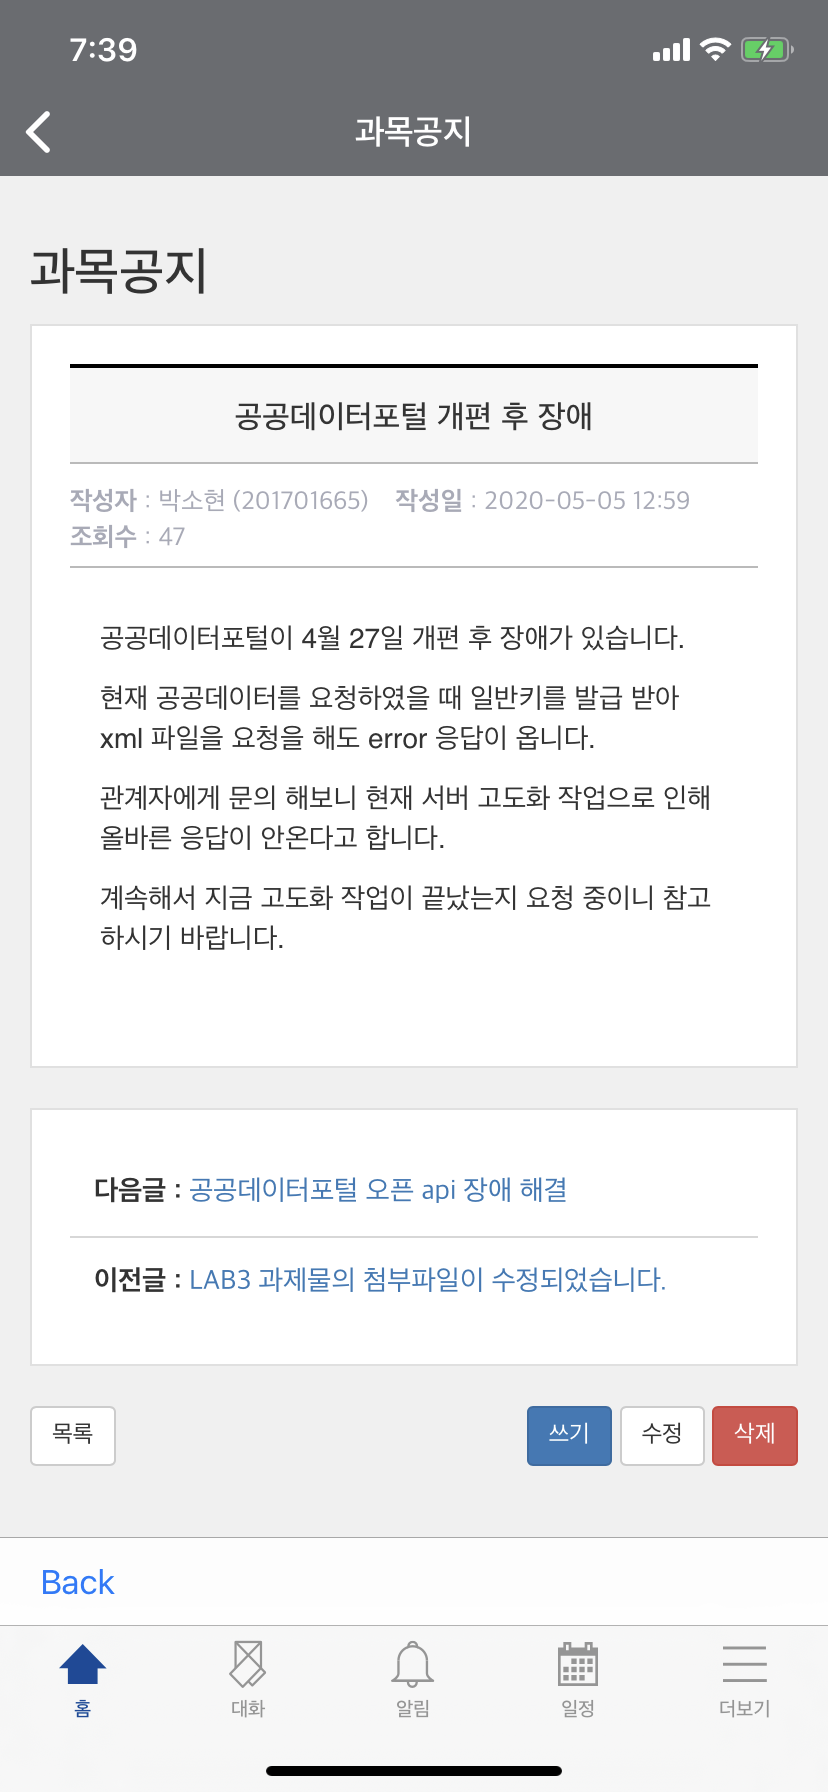 7:39
과목공지
과목공지
공공데이터포털 개편 후 장애
작성자 : 박소현 (201701665) 작성일 : 2020-05-05 12:59
조회수 : 47
공공데이터포털이 4월 27일 개편 후 장애가 있습니다.
현재 공공데이터를 요청하였을 때 일반키를 발급 받아
xml 파일을 요청을 해도 error 응답이 옵니다.
관계자에게 문의 해보니 현재 서버 고도화 작업으로 인해
올바른 응답이 안온다고 합니다.
계속해서 지금 고도화 작업이 끝났는지 요청 중이니 참고
하시기 바랍니다.
다음글 : 공공데이터포털 오픈 api 장애 해결
이전글 : LAB3 과제물의 첨부파일이 수정되었습니다.
목록 쓰기 수정 삭제
Back
홈 대화 알림 일정 더보기